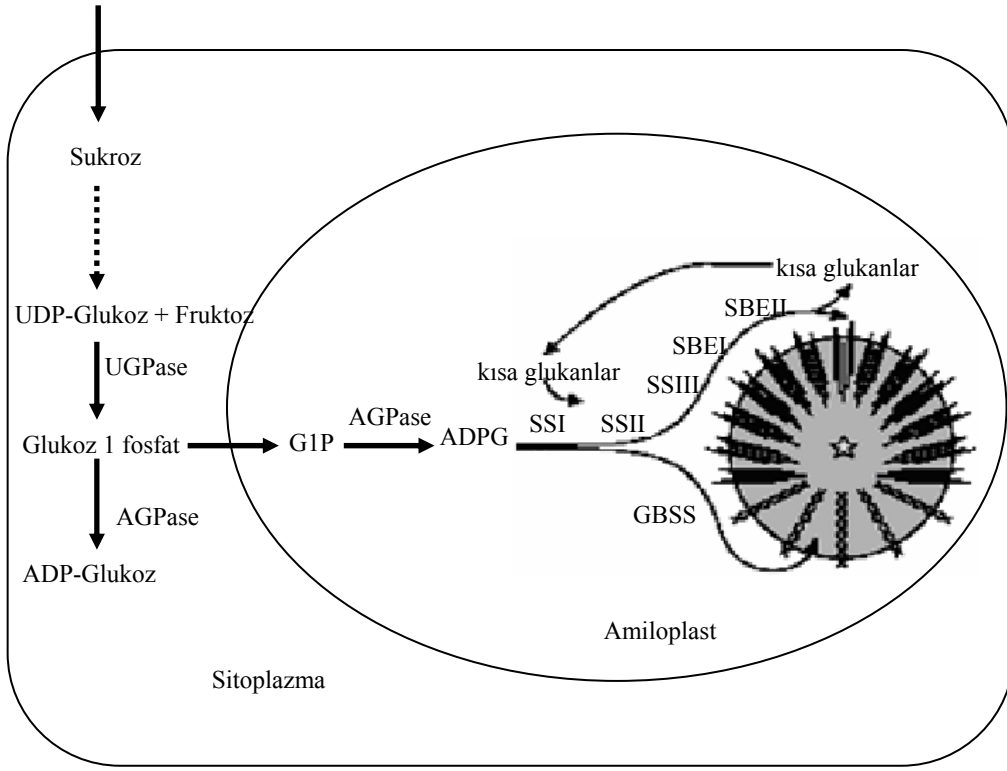 Sukroz
kısa glukanlar
UDP-Glukoz + Fruktoz
SBEII
SBEI
UGPase
kısa glukanlar
SSIII
AGPase
SSI
SSII
Glukoz 1 fosfat
G1P
ADPG
AGPase
GBSS
ADP-Glukoz
Amiloplast
Sitoplazma